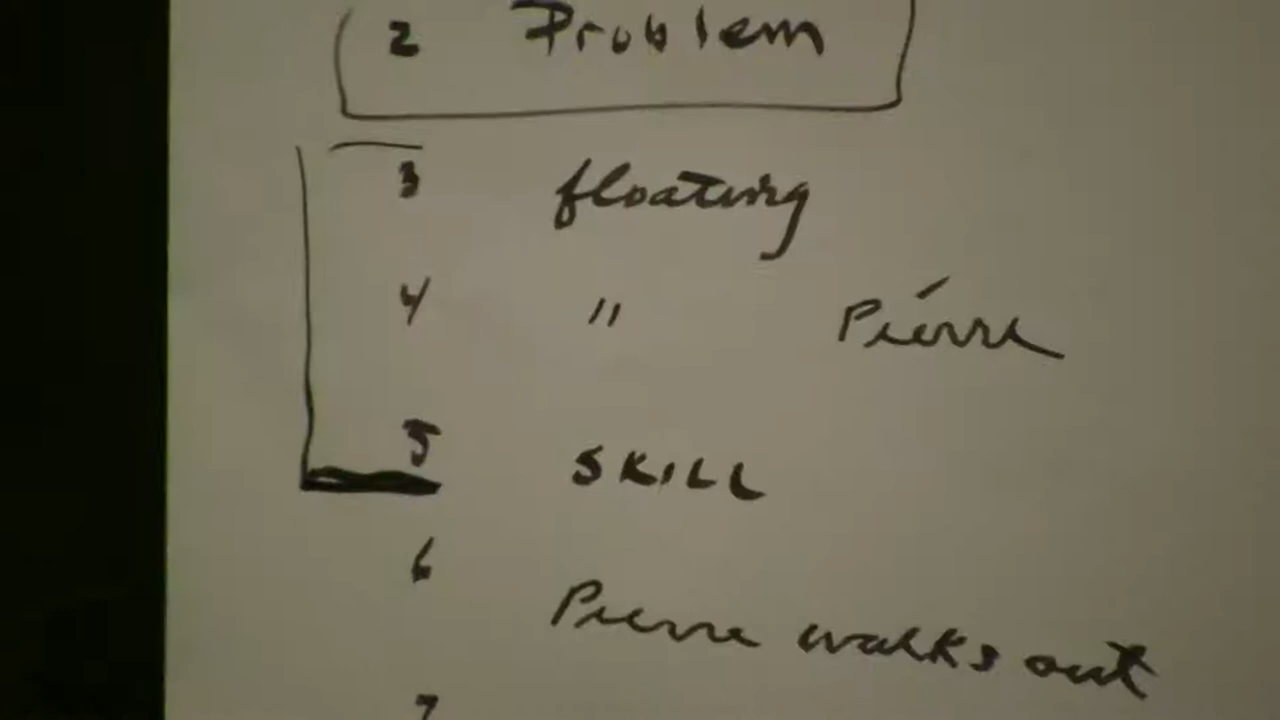 2 Problem
3 floating
4 " Pierre
5 SKILL
6 Pierre walks out
7